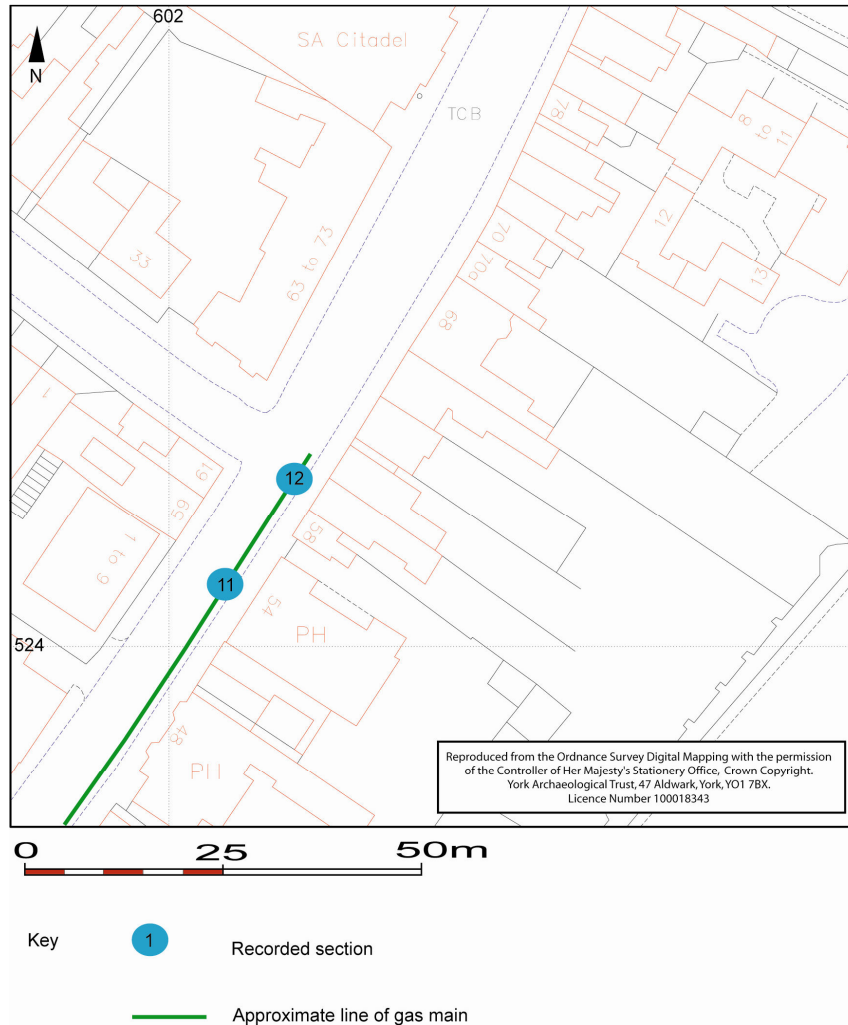 602
N
SA Citadel
TCB
78
8 to 11
12
13
33
63 to 73
70
70a
68
1
61
59
1 to 9
12
58
11
54
PH
524
48
PH
Reproduced from the Ordnance Survey Digital Mapping with the permission
of the Controller of Her Majesty's Stationery Office, Crown Copyright.
York Archaeological Trust, 47 Aldwark, York, YO1 7BX.
Licence Number 100018343
0 25 50m
Key
1 Recorded section
Approximate line of gas main